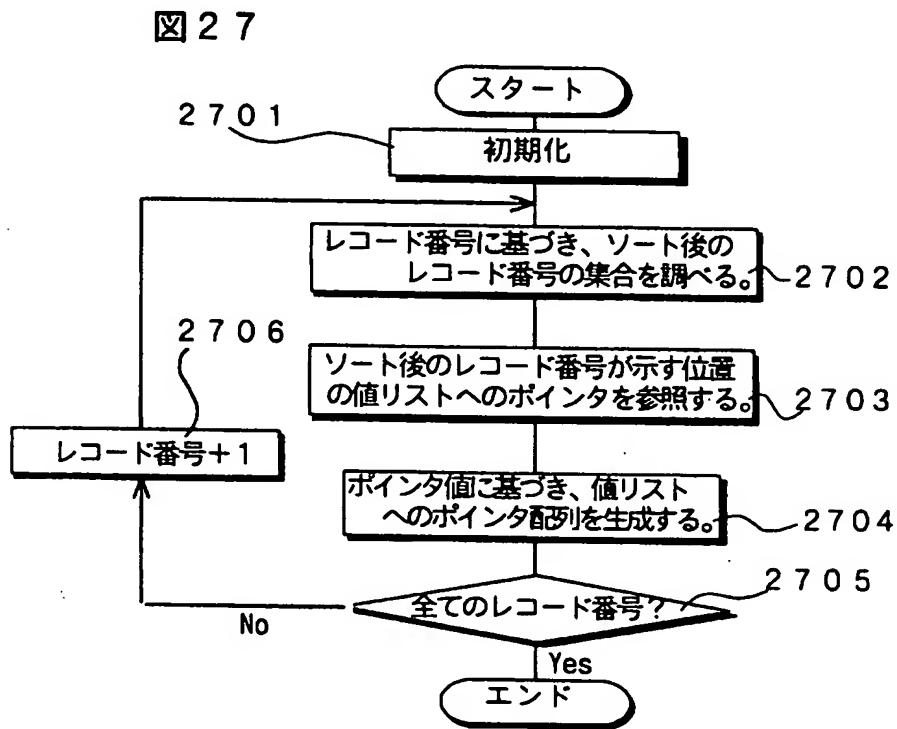 図27
スタート
2701
初期化
レコード番号に基づき、ソート後の
レコード番号の集合を調べる。
2702
2706
ソート後のレコード番号が示す位置
の値リストへのポインタを参照する。
2703
レコード番号+1
ポインタ値に基づき、値リスト
へのポインタ配列を生成する。
2704
2705
全てのレコード番号?
No
Yes
エンド